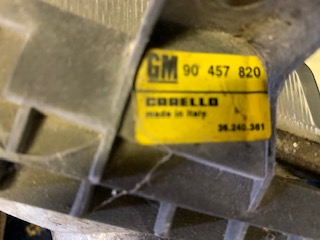 GM 90 457 820
CARELLO
made in Italy
36.240.381